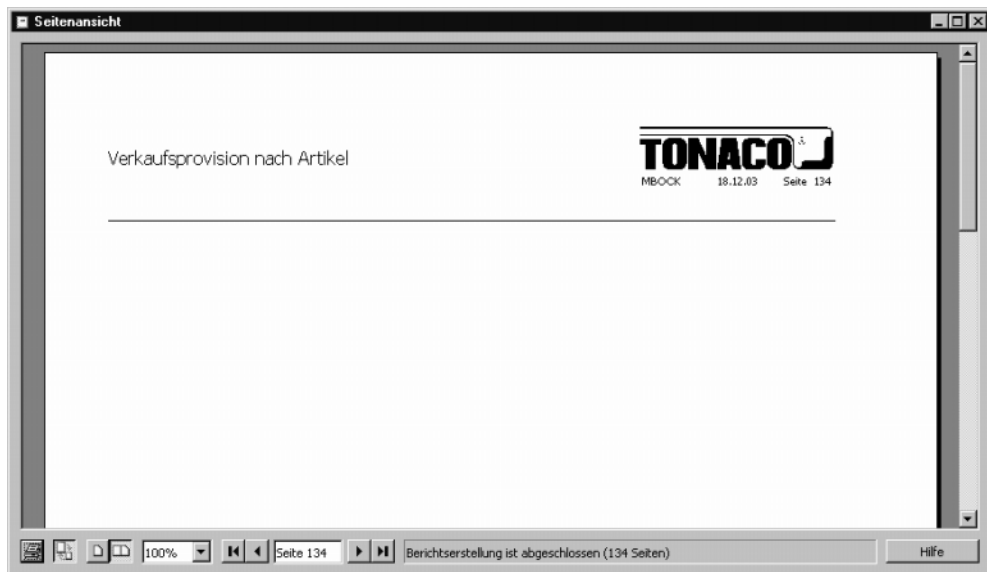 Seitenansicht
Verkaufsprovision nach Artikel
TONACO
MBOCK 18.12.03 Seite 134
100% Seite 134 Berichtserstellung ist abgeschlossen (134 Seiten) Hilfe